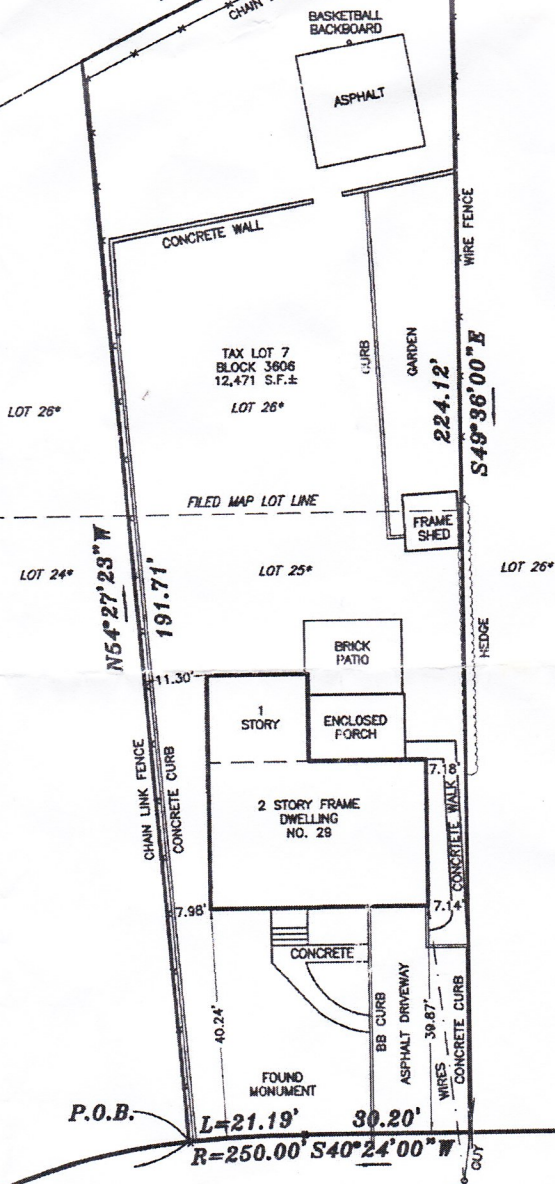 CHAIN
BASKETBALL
BACKBOARD
ASPHALT
CONCRETE WALL
WIRE FENCE
CURB
GARDEN
TAX LOT 7
BLOCK 3606
12,471 S.F.±
LOT 26*
LOT 26*
224.12'
S49°36'00"E
FILED MAP LOT LINE
FRAME
SHED
LOT 24*
LOT 25*
LOT 26*
N54°27'23"W
191.71'
HEDGE
BRICK
PATIO
11.30'
1
STORY
ENCLOSED
PORCH
CHAIN LINK FENCE
CONCRETE CURB
7.18'
2 STORY FRAME
DWELLING
NO. 29
CONCRTETE WALK
7.98'
7.14'
CONCRETE
40.24'
BB CURB
ASPHALT DRIVEWAY
39.87'
WIRES
CONCRETE CURB
FOUND
MONUMENT
P.O.B.
L=21.19'
30.20'
R=250.00'
S40°24'00"W
GUY